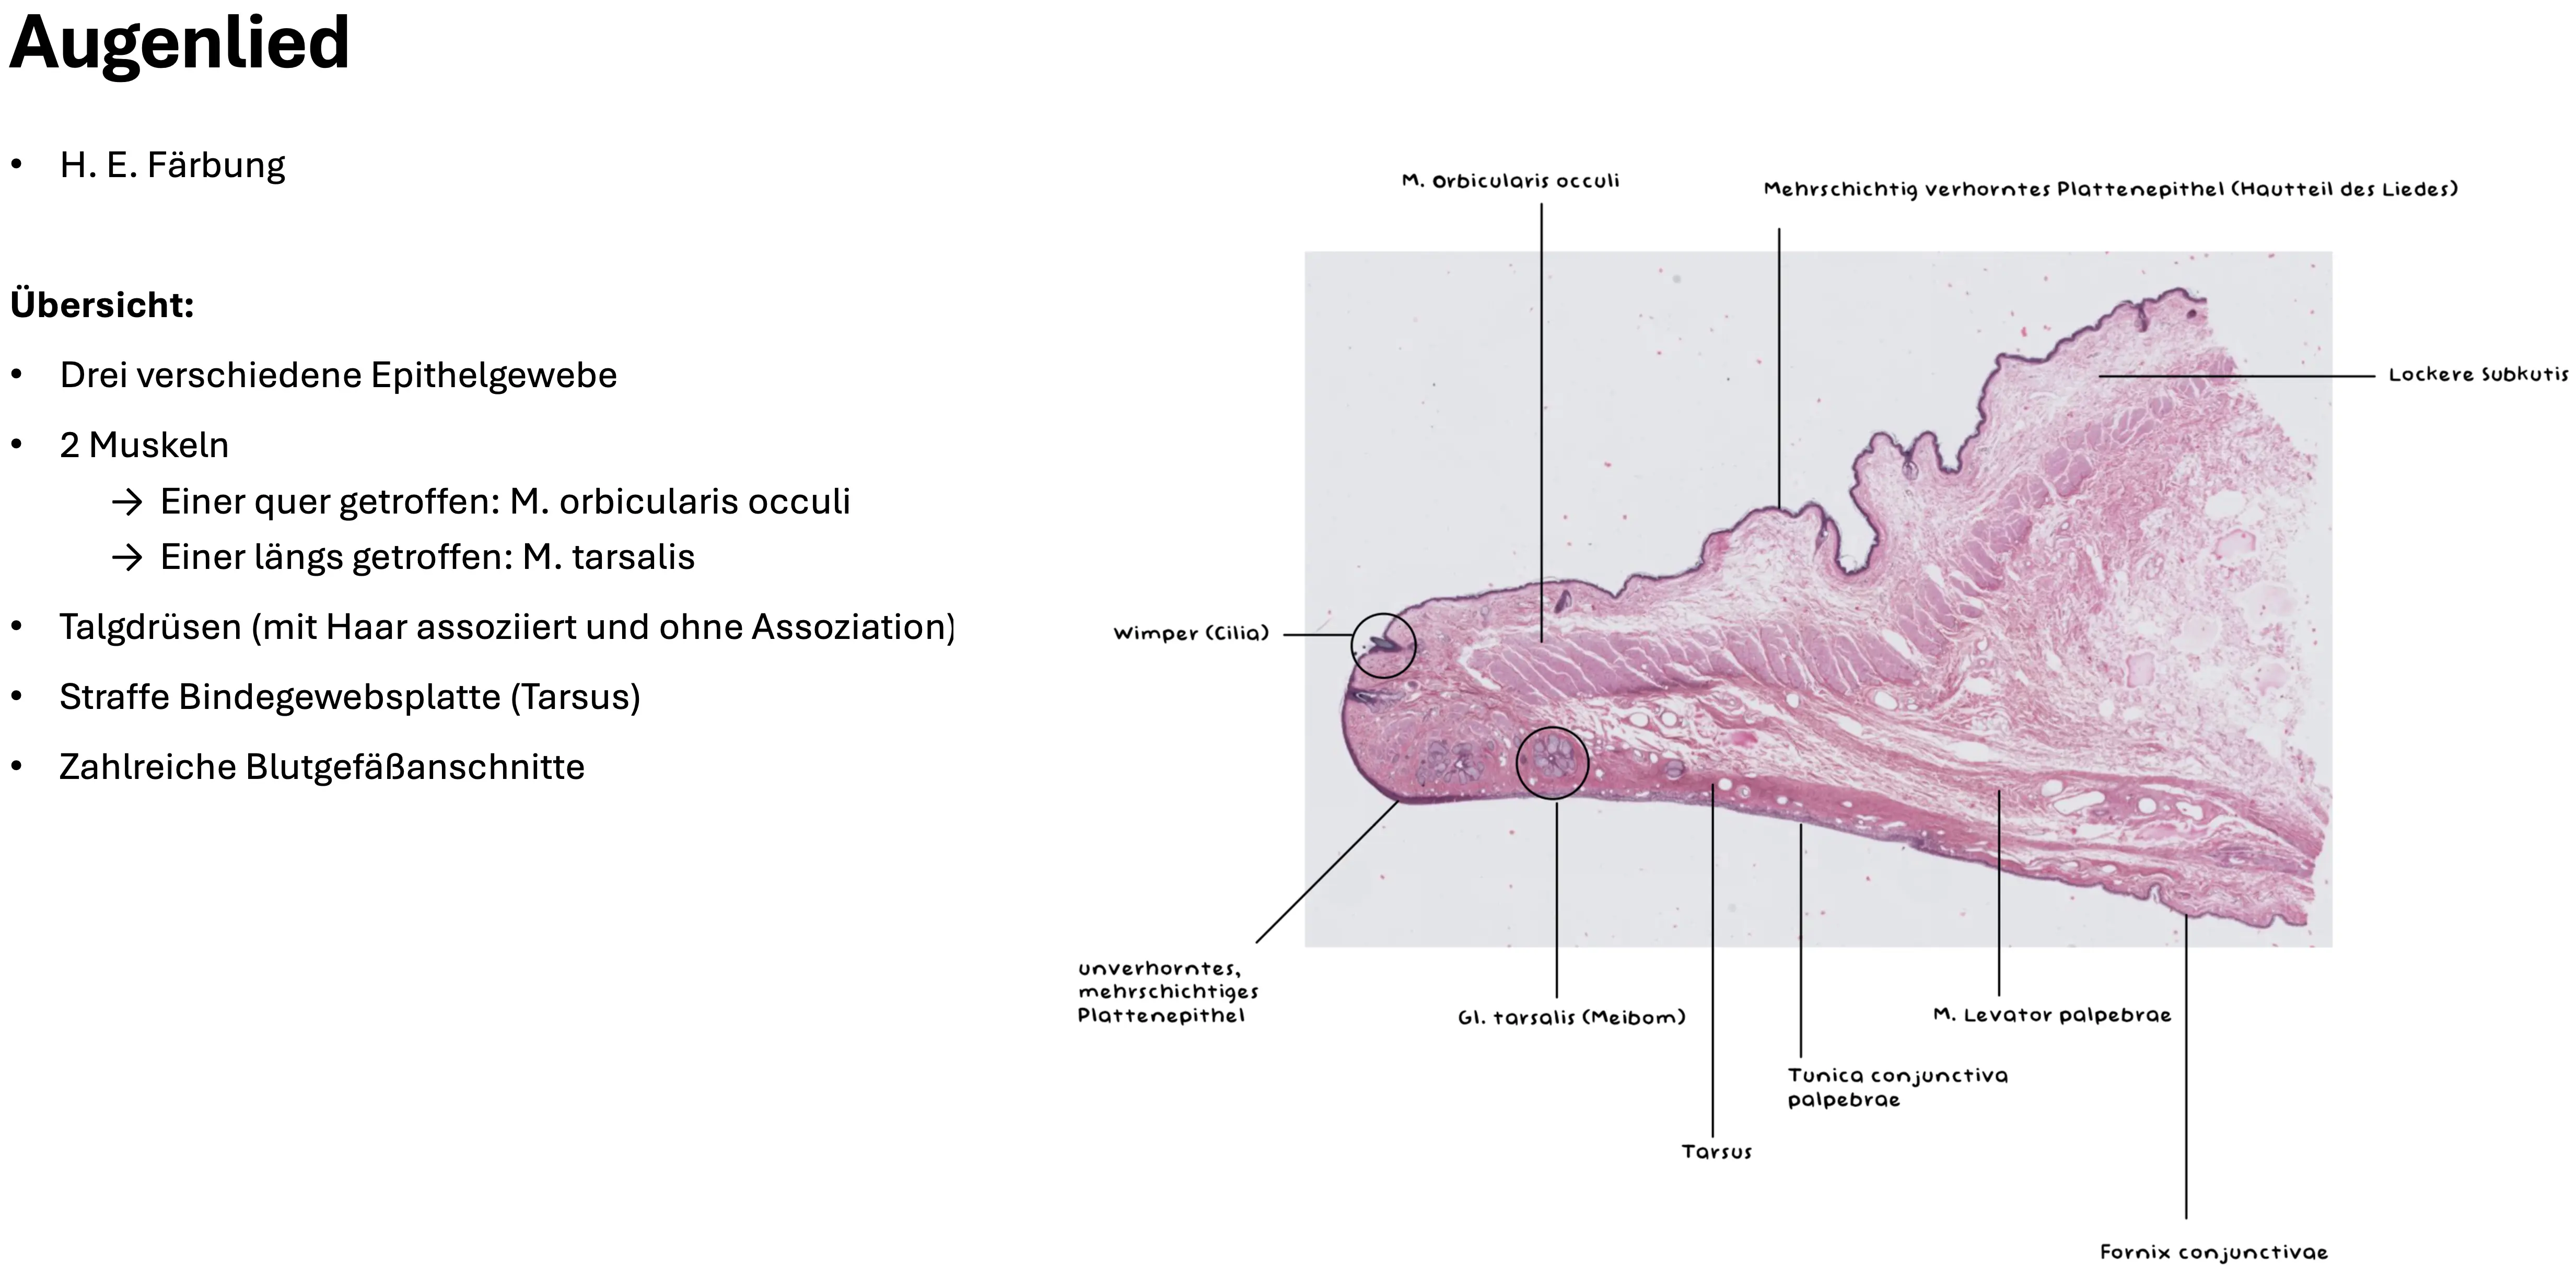 Augenlied
• H. E. Färbung
Übersicht:
• Drei verschiedene Epithelgewebe
• 2 Muskeln
→ Einer quer getroffen: M. orbicularis occuli
→ Einer längs getroffen: M. tarsalis
• Talgdrüsen (mit Haar assoziiert und ohne Assoziation)
• Straffe Bindegewebsplatte (Tarsus)
• Zahlreiche Blutgefäßanschnitte
M. Orbicularis occuli
Mehrschichtig verhorntes Plattenepithel (Hautteil des Liedes)
Lockere Subkutis
Wimper (Cilia)
unverhorntes,
mehrschichtiges
Plattenepithel
Gl. tarsalis (Meibom)
M. Levator palpebrae
Tunica conjunctiva
palpebrae
Tarsus
Fornix conjunctivae